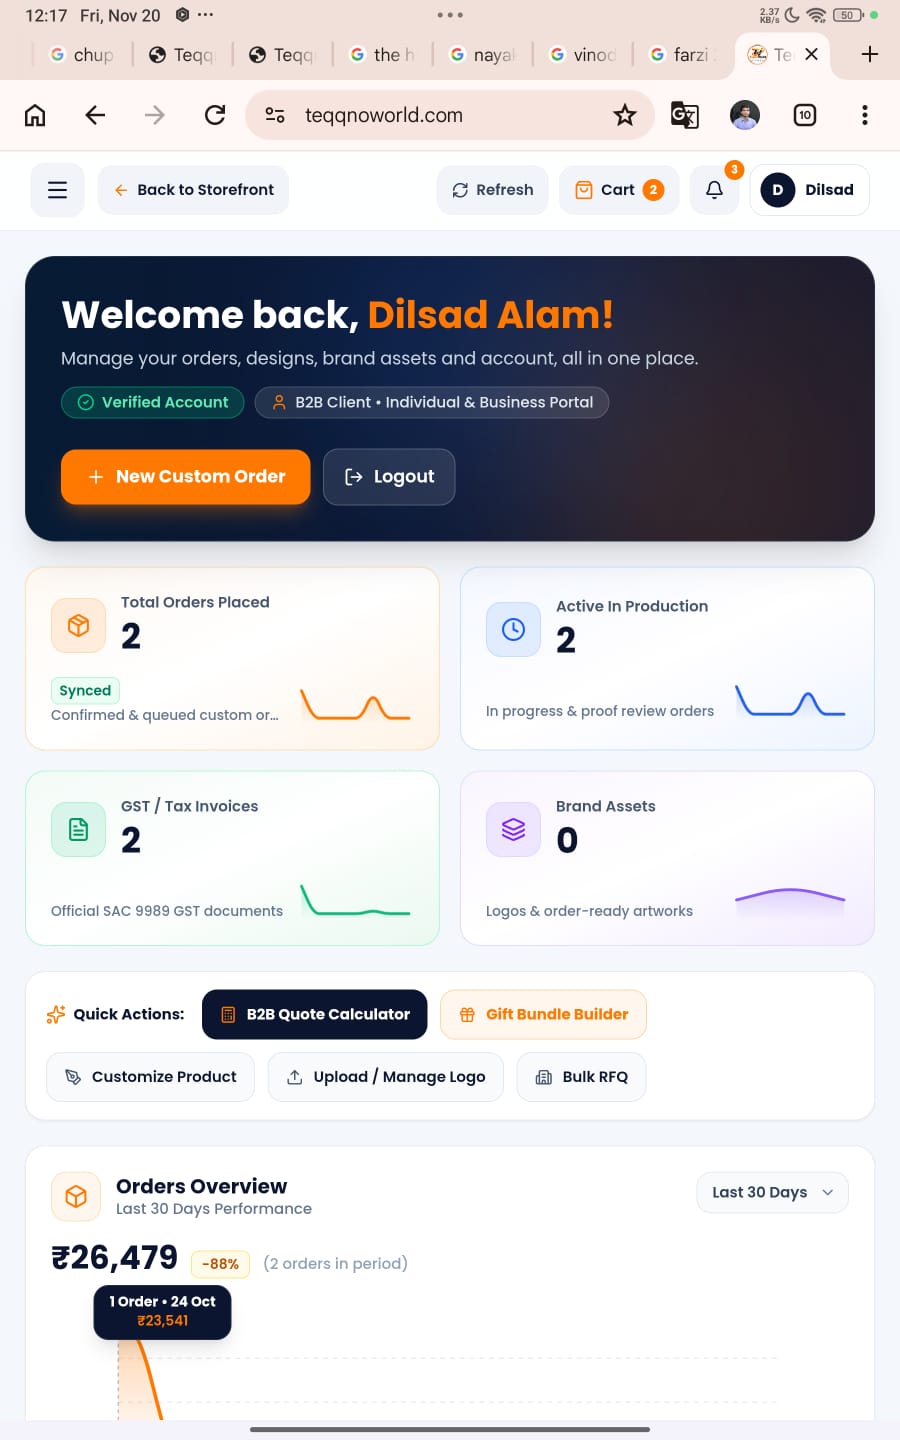 12:17 Fri, Nov 20
2.37 KB/s
50
chup
Teqq
Teqq
the h
naya
vinod
farzi
Te
teqqnoworld.com
10
Back to Storefront
Refresh
Cart 2
3
D Dilsad
Welcome back, Dilsad Alam!
Manage your orders, designs, brand assets and account, all in one place.
Verified Account
B2B Client • Individual & Business Portal
+ New Custom Order
Logout
Total Orders Placed
2
Synced
Confirmed & queued custom or...
Active In Production
2
In progress & proof review orders
GST / Tax Invoices
2
Official SAC 9989 GST documents
Brand Assets
0
Logos & order-ready artworks
Quick Actions:
B2B Quote Calculator
Gift Bundle Builder
Customize Product
Upload / Manage Logo
Bulk RFQ
Orders Overview
Last 30 Days Performance
Last 30 Days
₹26,479
-88%
(2 orders in period)
1 Order • 24 Oct
₹23,541